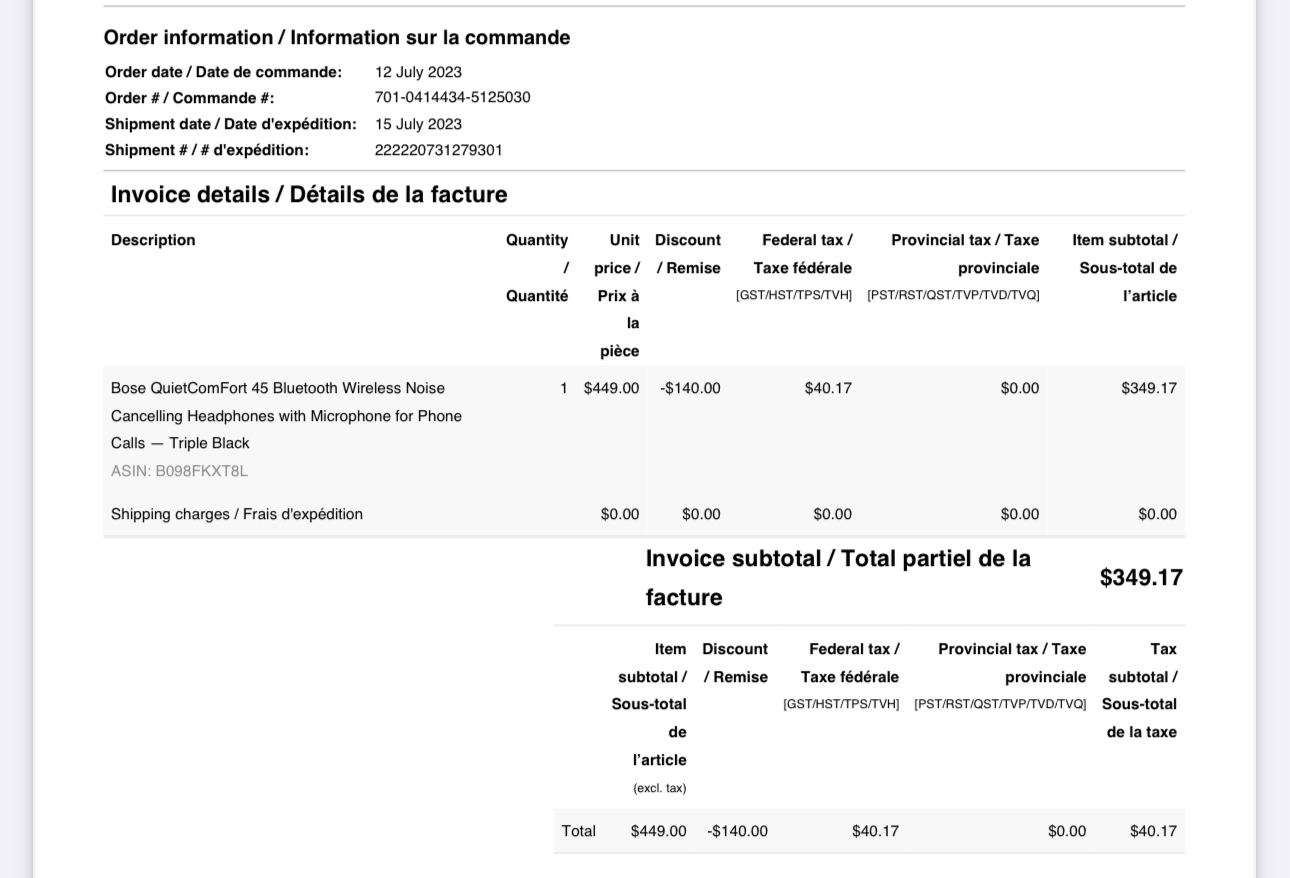 Order information / Information sur la commande
Order date / Date de commande: 12 July 2023
Order # / Commande #: 701-0414434-5125030
Shipment date / Date d'expédition: 15 July 2023
Shipment # / # d'expédition: 222220731279301
Invoice details / Détails de la facture
Description Quantity Unit Discount Federal tax / Provincial tax / Taxe Item subtotal /
/ price / / Remise Taxe fédérale provinciale Sous-total de
Quantité Prix à [GST/HST/TPS/TVH] [PST/RST/QST/TVP/TVD/TVQ] l’article
la
pièce
Bose QuietComFort 45 Bluetooth Wireless Noise 1 $449.00 -$140.00 $40.17 $0.00 $349.17
Cancelling Headphones with Microphone for Phone
Calls — Triple Black
ASIN: B098FKXT8L
Shipping charges / Frais d'expédition $0.00 $0.00 $0.00 $0.00 $0.00
Invoice subtotal / Total partiel de la
facture $349.17
Item Discount Federal tax / Provincial tax / Taxe Tax
subtotal / / Remise Taxe fédérale provinciale subtotal /
Sous-total [GST/HST/TPS/TVH] [PST/RST/QST/TVP/TVD/TVQ] Sous-total
de de la taxe
l’article
(excl. tax)
Total $449.00 -$140.00 $40.17 $0.00 $40.17